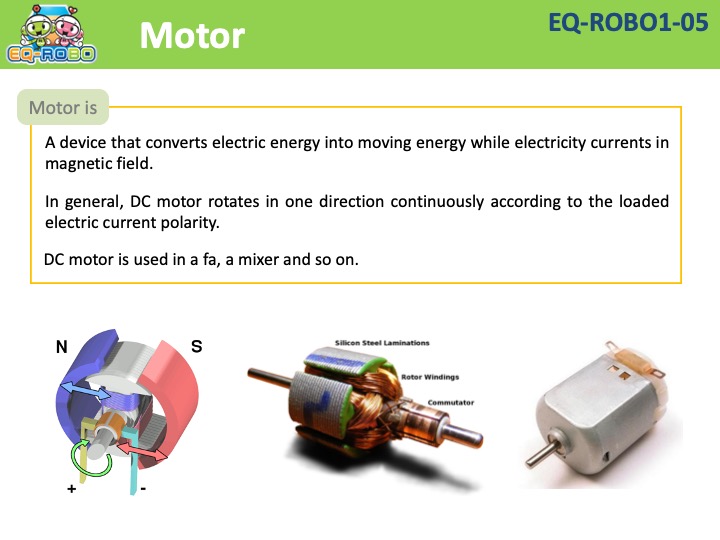 EQ-ROBO
Motor
EQ-ROBO1-05
Motor is
A device that converts electric energy into moving energy while electricity currents in
magnetic field.
In general, DC motor rotates in one direction continuously according to the loaded
electric current polarity.
DC motor is used in a fa, a mixer and so on.
N
S
+
-
Silicon Steel Laminations
Rotor Windings
Commutator